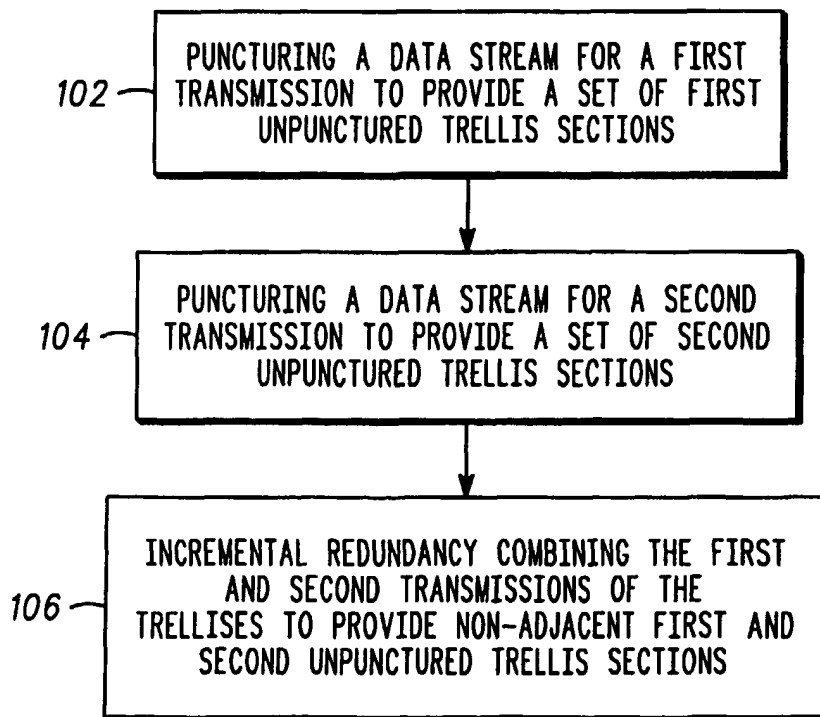 102
PUNCTURING A DATA STREAM FOR A FIRST
TRANSMISSION TO PROVIDE A SET OF FIRST
UNPUNCTURED TRELLIS SECTIONS
104
PUNCTURING A DATA STREAM FOR A SECOND
TRANSMISSION TO PROVIDE A SET OF SECOND
UNPUNCTURED TRELLIS SECTIONS
106
INCREMENTAL REDUNDANCY COMBINING THE FIRST
AND SECOND TRANSMISSIONS OF THE
TRELLISES TO PROVIDE NON-ADJACENT FIRST AND
SECOND UNPUNCTURED TRELLIS SECTIONS